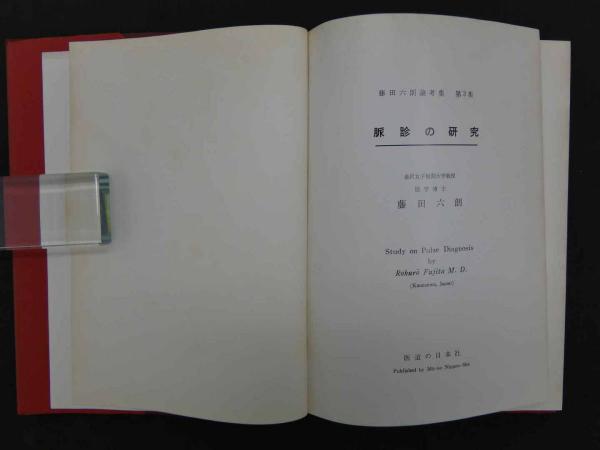 藤田六朗論考集 第3集
脈診の研究
金沢女子短期大学教授
医学博士
藤田六朗
Study on Pulse Diagnosis
by
Rokurō Fujita M. D.
(Kanazawa, Japan)
医道の日本社
Published by Ido-no Nippon-Sha